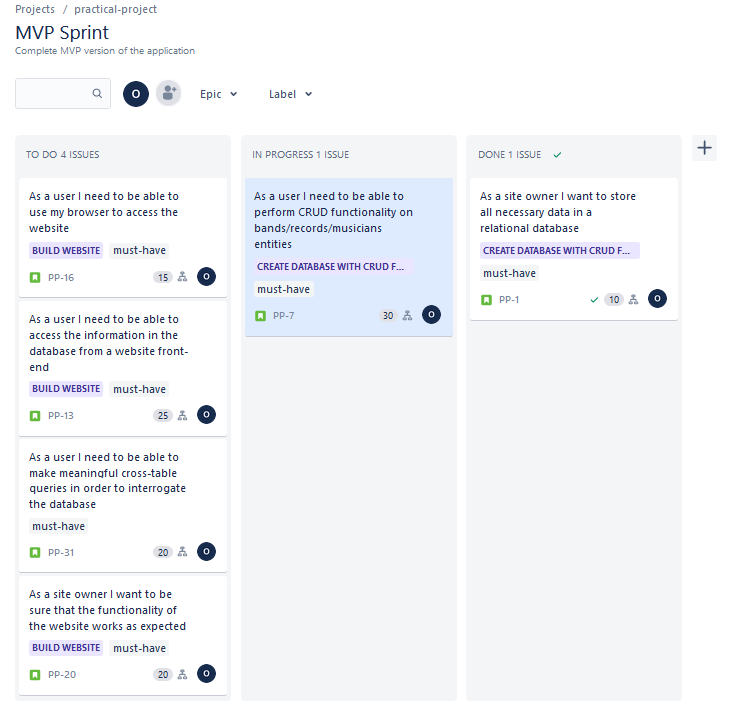 Projects / practical-project
MVP Sprint
Complete MVP version of the application
O
Epic
Label
TO DO 4 ISSUES
As a user I need to be able to
use my browser to access the
website
BUILD WEBSITE must-have
PP-16 15 O
As a user I need to be able to
access the information in the
database from a website front-
end
BUILD WEBSITE must-have
PP-13 25 O
As a user I need to be able to
make meaningful cross-table
queries in order to interrogate
the database
must-have
PP-31 20 O
As a site owner I want to be
sure that the functionality of
the website works as expected
BUILD WEBSITE must-have
PP-20 20 O
IN PROGRESS 1 ISSUE
As a user I need to be able to
perform CRUD functionality on
bands/records/musicians
entities
CREATE DATABASE WITH CRUD F...
must-have
PP-7 30 O
DONE 1 ISSUE
As a site owner I want to store
all necessary data in a
relational database
CREATE DATABASE WITH CRUD F...
must-have
PP-1 10 O